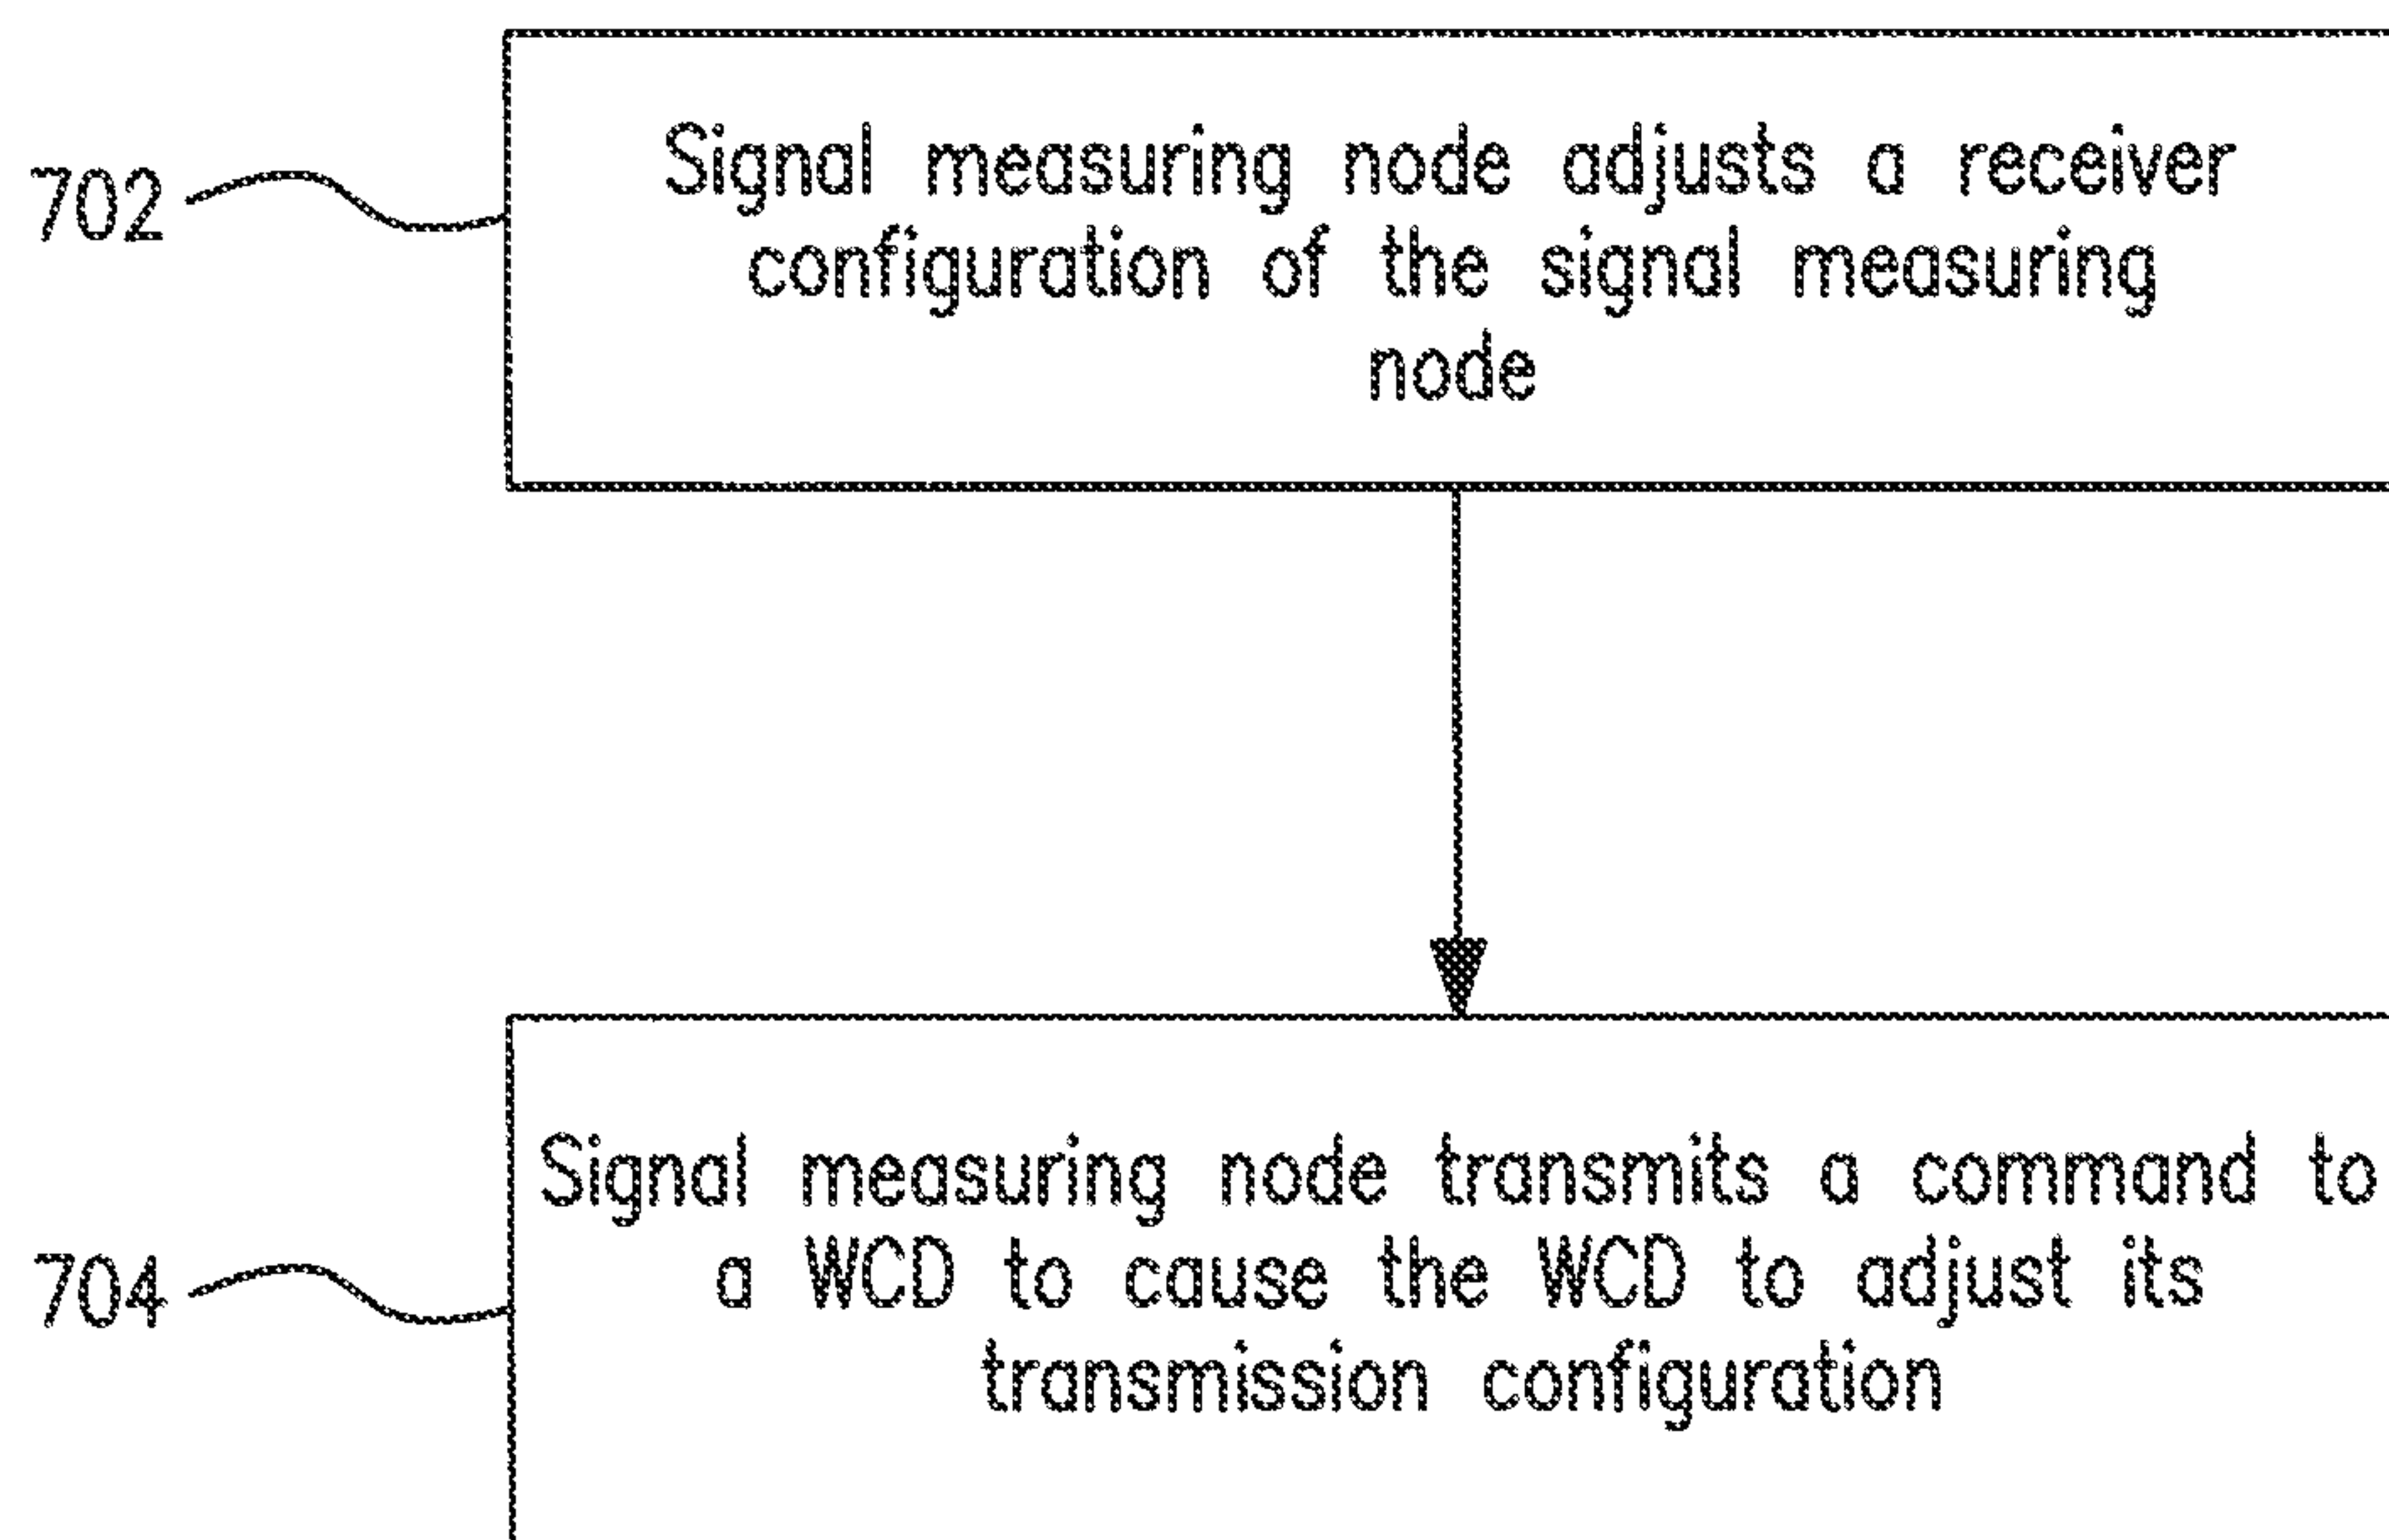 702
Signal measuring node adjusts a receiver
configuration of the signal measuring
node
704
Signal measuring node transmits a command to
a WCD to cause the WCD to adjust its
transmission configuration